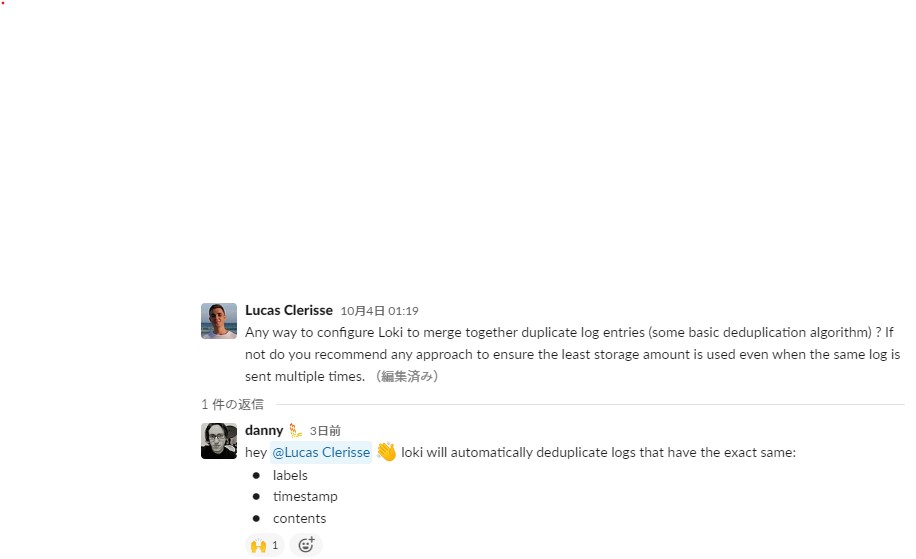 Lucas Clerisse 10月4日 01:19
Any way to configure Loki to merge together duplicate log entries (some basic deduplication algorithm) ? If
not do you recommend any approach to ensure the least storage amount is used even when the same log is
sent multiple times. （編集済み）
1 件の返信
danny 3日前
hey @Lucas Clerisse 👋 loki will automatically deduplicate logs that have the exact same:
• labels
• timestamp
• contents
🙌 1